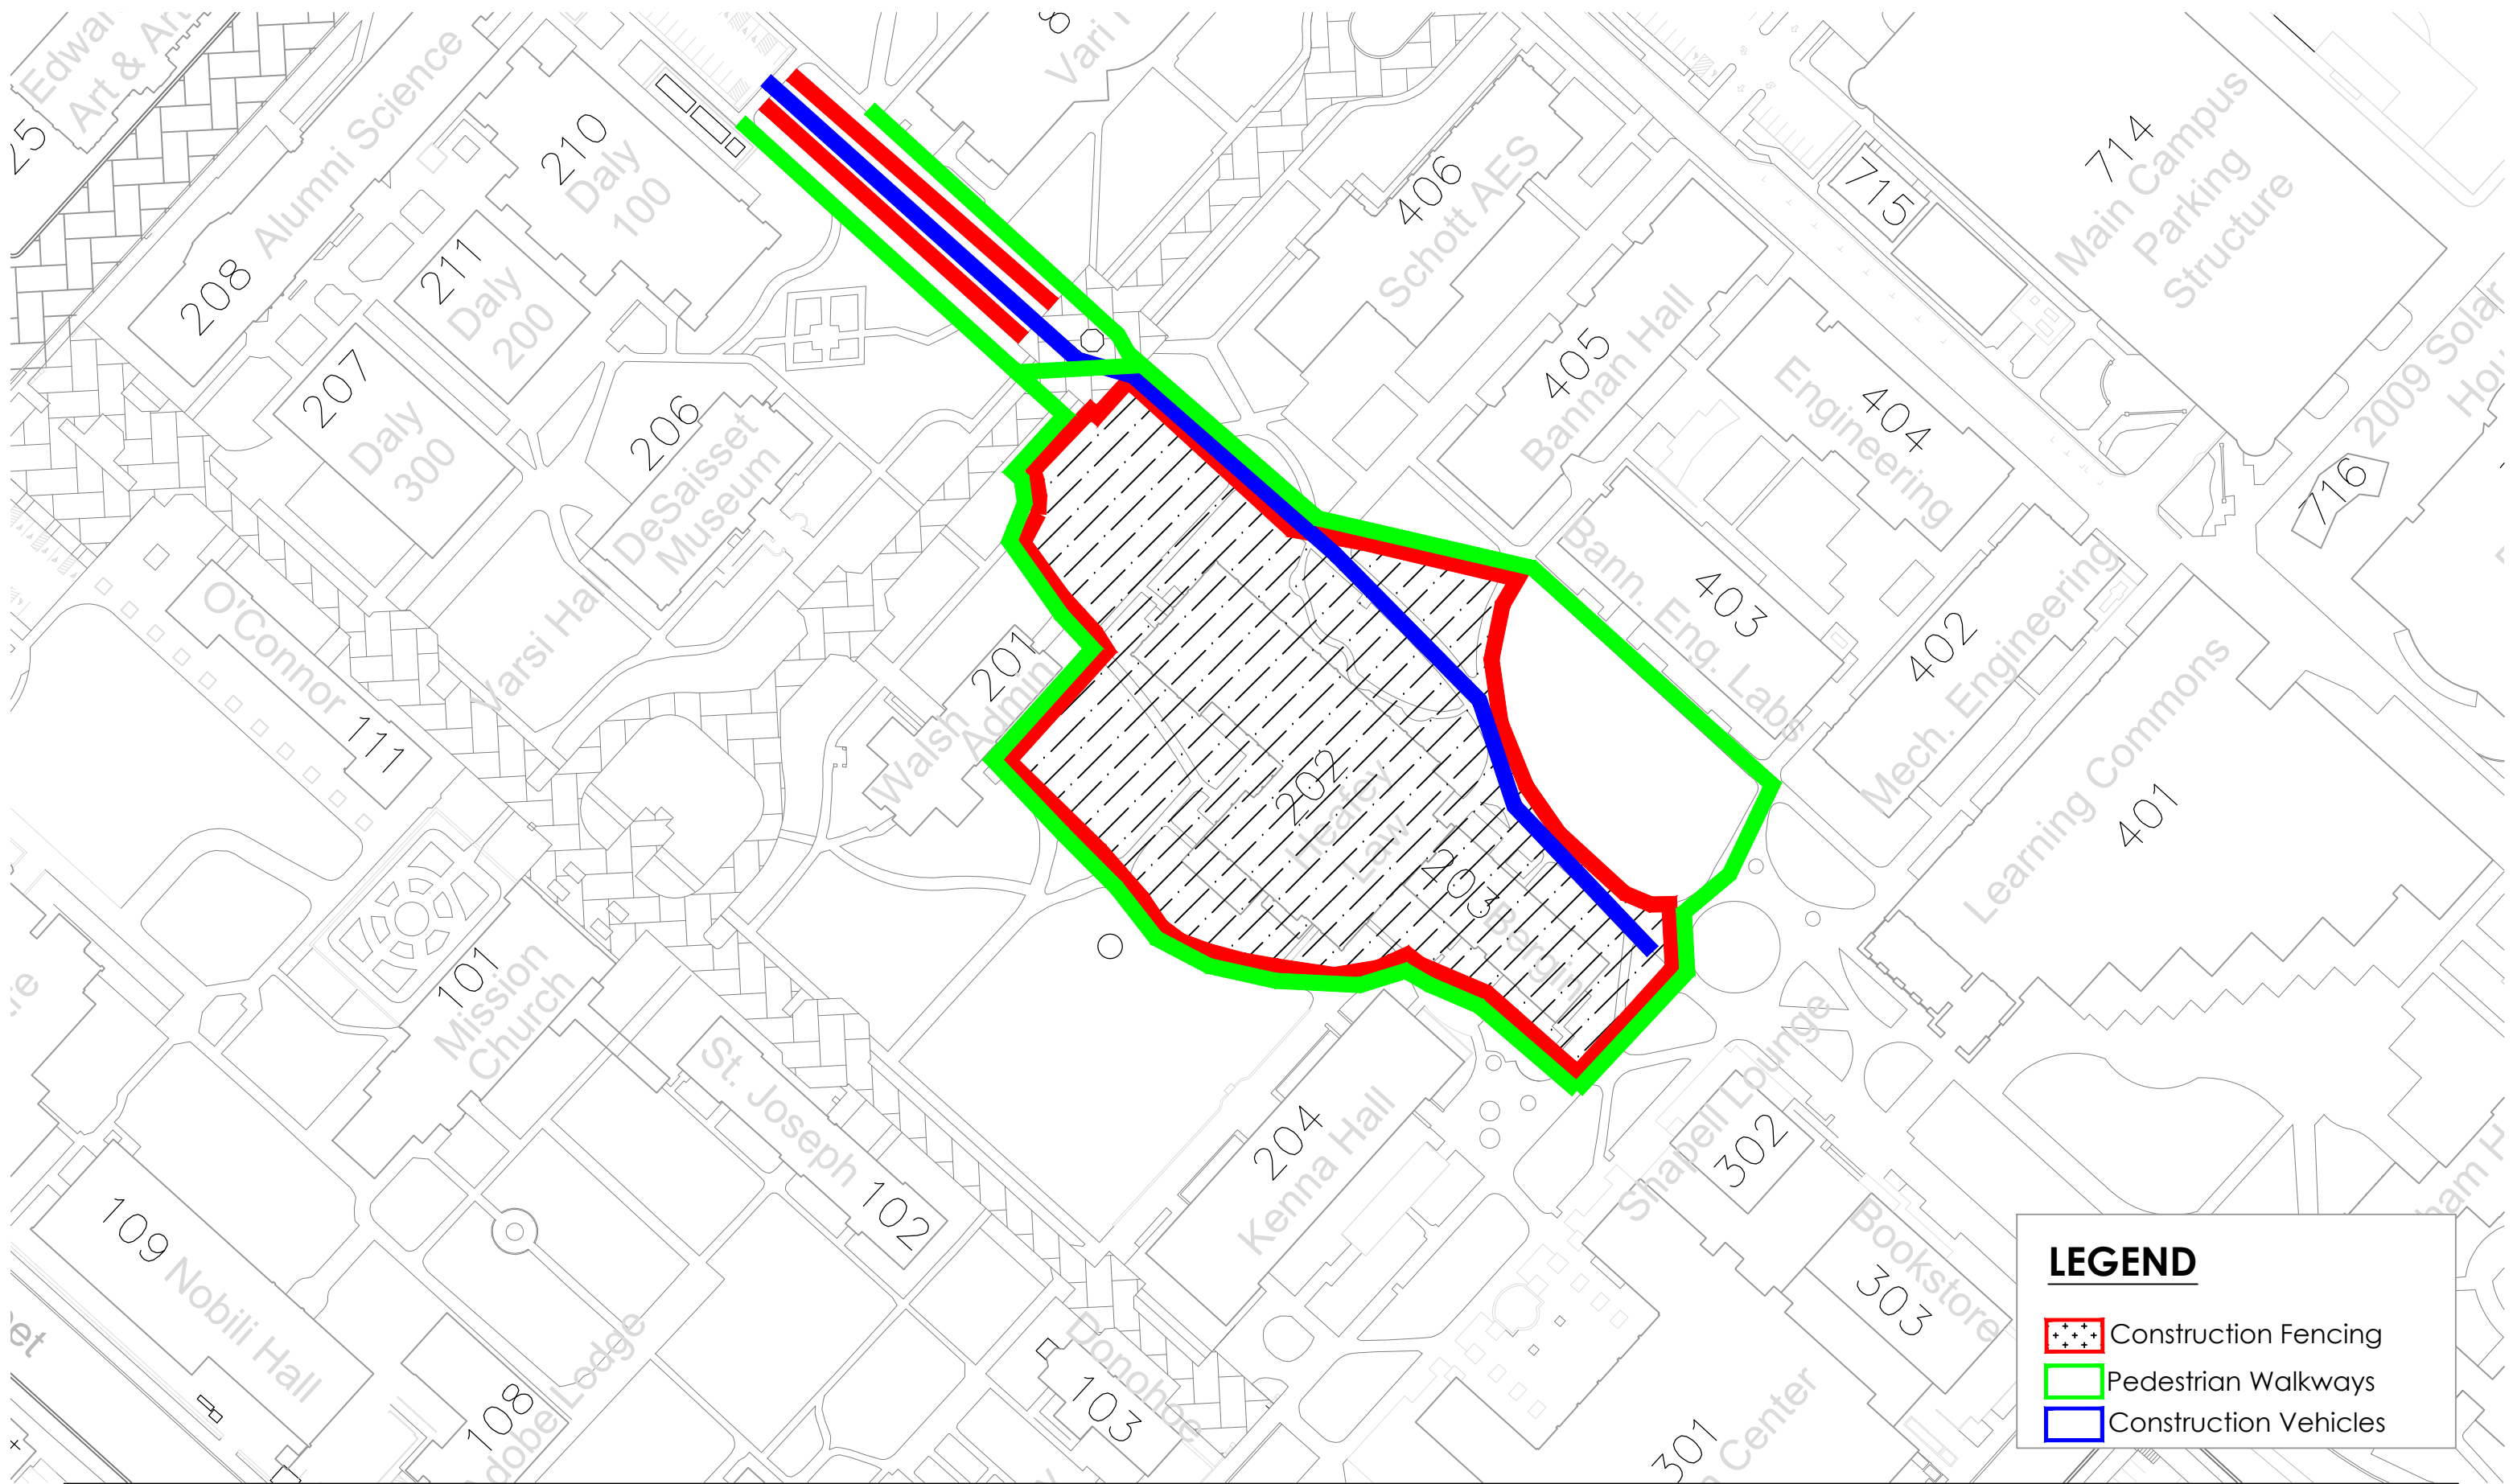 Alumni Science
208
25
210
Daly
100
211
Daly
200
207
Daly
300
206
DeSaisset
Museum
Varsi Hall
O'Connor
111
201
Walsh
Admin
406
Schott AES
405
Bannan Hall
Engineering
404
Bann. Eng. Labs
403
402
Mech. Engineering
Learning Commons
401
714
Main Campus
Parking
Structure
715
716
2009 Solar
202
Heafey
Law
203
Bergin
101
Mission
Church
St. Joseph
102
204
Kenna Hall
Shapell Lounge
302
Bookstore
303
301
Center
109
Nobili Hall
108
Adobe Lodge
Donohoe
103
LEGEND
Construction Fencing
Pedestrian Walkways
Construction Vehicles